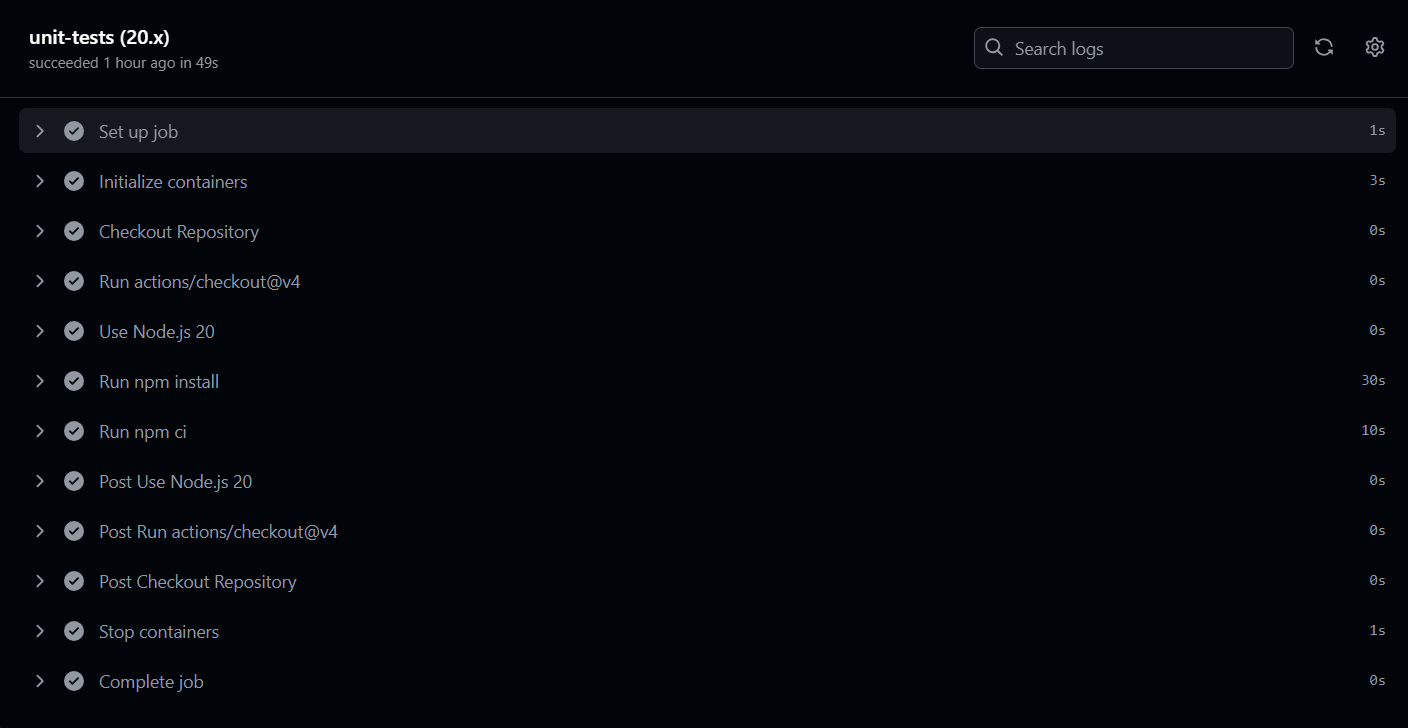 unit-tests (20.x)
succeeded 1 hour ago in 49s
Search logs
Set up job 1s
Initialize containers 3s
Checkout Repository 0s
Run actions/checkout@v4 0s
Use Node.js 20 0s
Run npm install 30s
Run npm ci 10s
Post Use Node.js 20 0s
Post Run actions/checkout@v4 0s
Post Checkout Repository 0s
Stop containers 1s
Complete job 0s